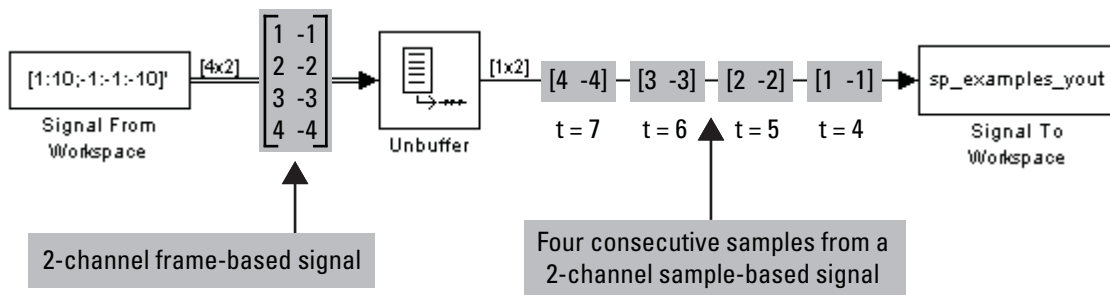 [1:10;-1:-1:-10]'
Signal From
Workspace
[4x2]
1 -1
2 -2
3 -3
4 -4
Unbuffer
[1x2]
[4 -4] [3 -3] [2 -2] [1 -1]
t = 7 t = 6 t = 5 t = 4
sp_examples_yout
Signal To
Workspace
2-channel frame-based signal
Four consecutive samples from a
2-channel sample-based signal